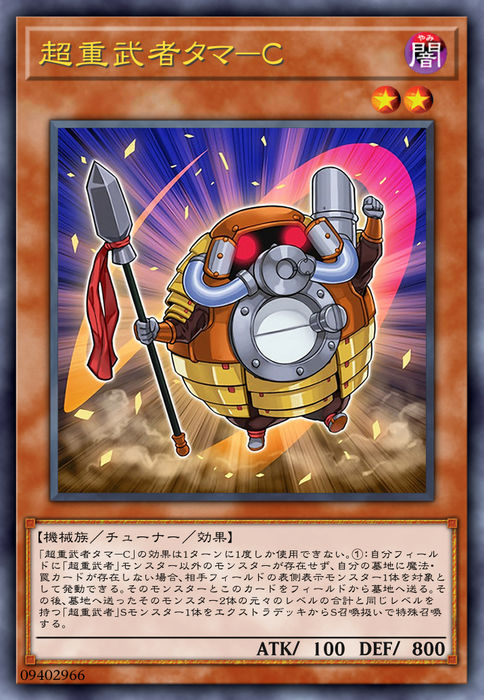 超重武者タマーC
やみ
闇
【機械族／チューナー／効果】
「超重武者タマーC」の効果は1ターンに1度しか使用できない。①：自分フィール
ドに「超重武者」モンスター以外のモンスターが存在せず、自分の墓地に魔法・
罠カードが存在しない場合、相手フィールドの表側表示モンスター1体を対象と
して発動できる。そのモンスターとこのカードをフィールドから墓地へ送る。そ
の後、墓地へ送ったそのモンスター2体の元々のレベルの合計と同じレベルを
持つ「超重武者」Sモンスター1体をエクストラデッキからS召喚扱いで特殊召喚
する。
ATK/ 100 DEF/ 800
09402966